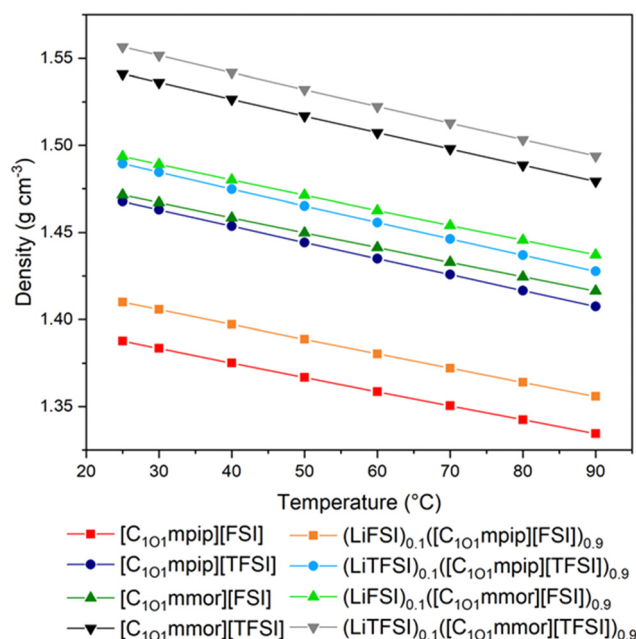 1.55
1.50
1.45
1.40
1.35
Density (g cm⁻³)
20 30 40 50 60 70 80 90
Temperature (°C)
[C₁O₁mpip][FSI] (LiFSI)₀.₁([C₁O₁mpip][FSI])₀.₉
[C₁O₁mpip][TFSI] (LiTFSI)₀.₁([C₁O₁mpip][TFSI])₀.₉
[C₁O₁mmor][FSI] (LiFSI)₀.₁([C₁O₁mmor][FSI])₀.₉
[C₁O₁mmor][TFSI] (LiTFSI)₀.₁([C₁O₁mmor][TFSI])₀.₉